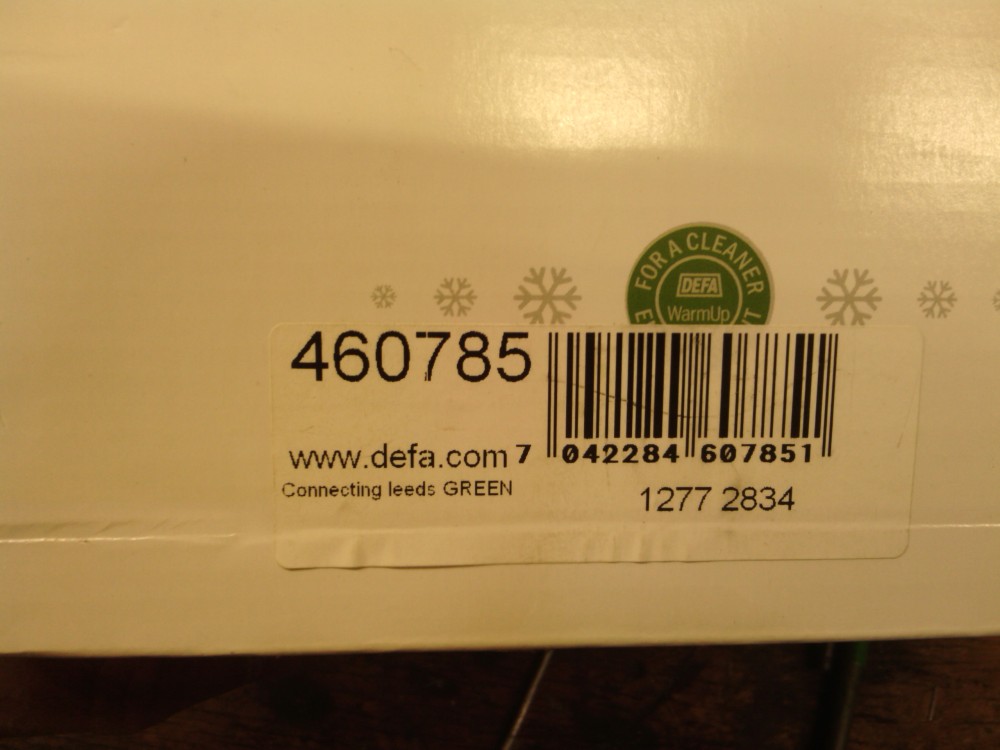 FOR A CLEANER
DEFA
WarmUp
460785
www.defa.com
7 042284 607851
Connecting leeds GREEN
1277 2834